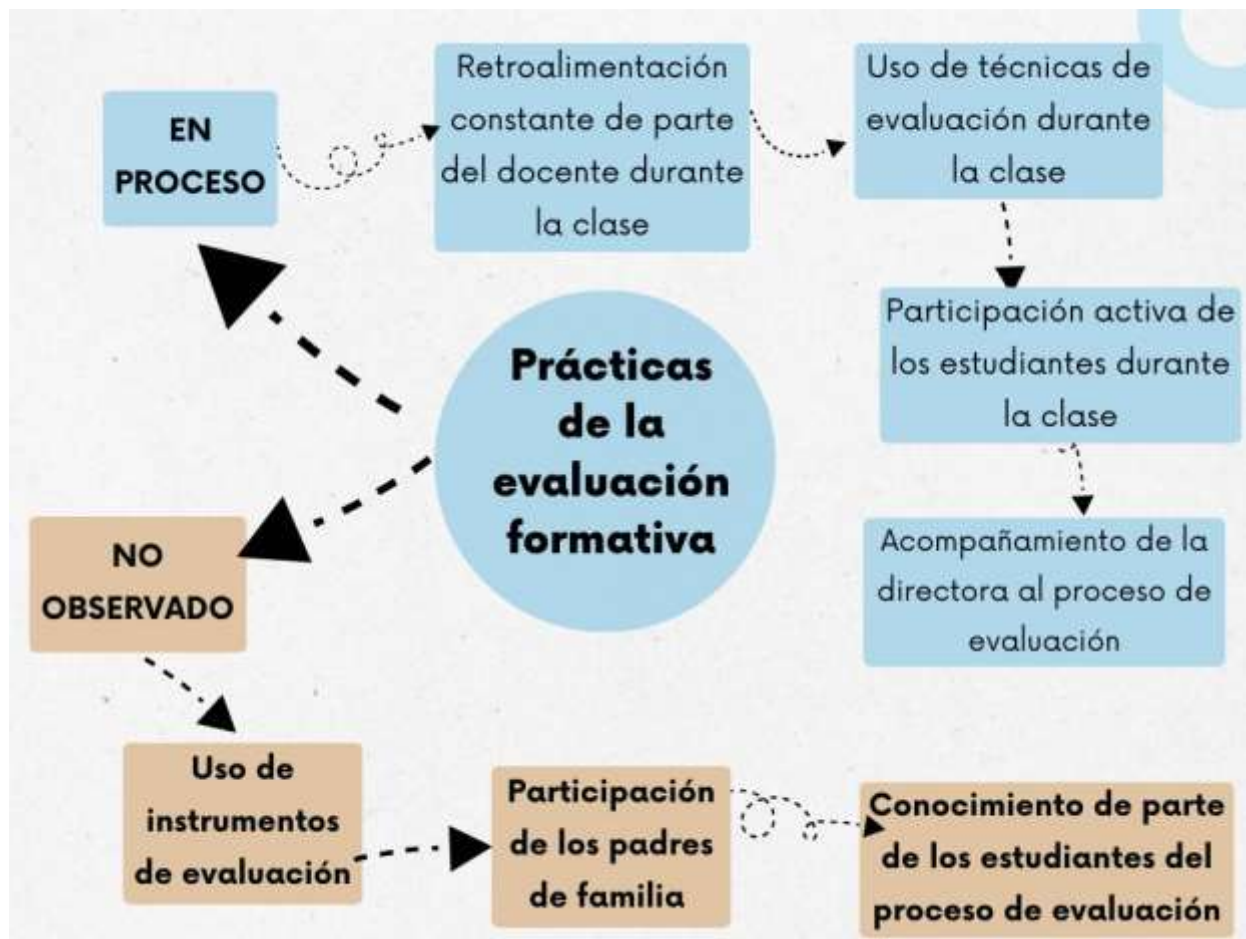 EN
PROCESO
Retroalimentación
constante de parte
del docente durante
la clase
Uso de técnicas de
evaluación durante
la clase
Participación activa de
los estudiantes durante
la clase
Acompañamiento de la
directora al proceso de
evaluación
Prácticas
de la
evaluación
formativa
NO
OBSERVADO
Uso de
instrumentos
de evaluación
Participación
de los padres
de familia
Conocimiento de parte
de los estudiantes del
proceso de evaluación